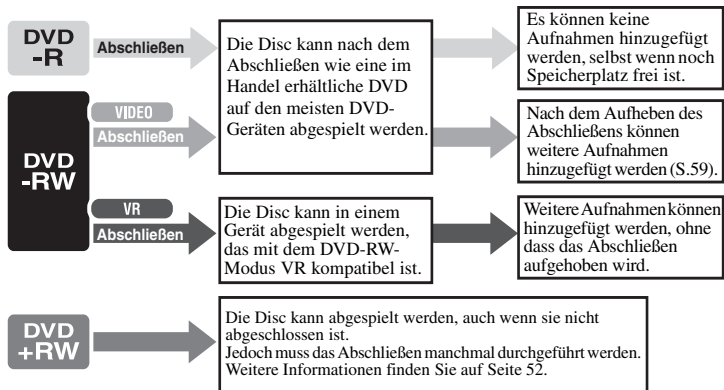 DVD
-R
Abschließen
Die Disc kann nach dem
Abschließen wie eine im
Handel erhältliche DVD
auf den meisten DVD-
Geräten abgespielt werden.
Es können keine
Aufnahmen hinzugefügt
werden, selbst wenn noch
Speicherplatz frei ist.
DVD
-RW
VIDEO
Abschließen
Nach dem Aufheben des
Abschließens können
weitere Aufnahmen
hinzugefügt werden (S.59).
VR
Abschließen
Die Disc kann in einem
Gerät abgespielt werden,
das mit dem DVD-RW-
Modus VR kompatibel ist.
Weitere Aufnahmen können
hinzugefügt werden, ohne
dass das Abschließen
aufgehoben wird.
DVD
+RW
Die Disc kann abgespielt werden, auch wenn sie nicht
abgeschlossen ist.
Jedoch muss das Abschließen manchmal durchgeführt werden.
Weitere Informationen finden Sie auf Seite 52.